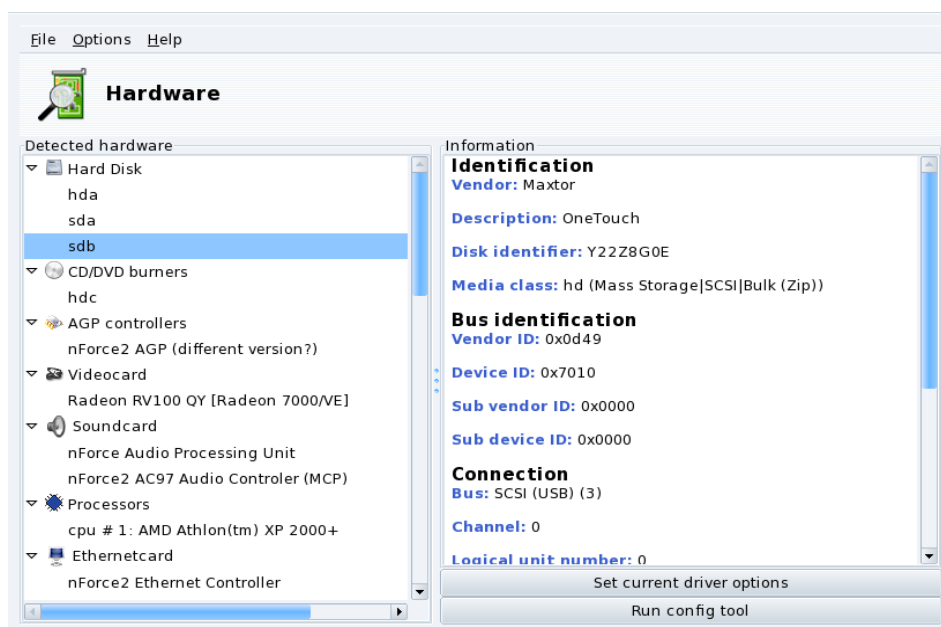 File Options Help
Hardware
Detected hardware
Hard Disk
hda
sda
sdb
CD/DVD burners
hdc
AGP controllers
nForce2 AGP (different version?)
Videocard
Radeon RV100 QY [Radeon 7000/VE]
Soundcard
nForce Audio Processing Unit
nForce2 AC97 Audio Controler (MCP)
Processors
cpu # 1: AMD Athlon(tm) XP 2000+
Ethernetcard
nForce2 Ethernet Controller
Information
Identification
Vendor: Maxtor
Description: OneTouch
Disk identifier: Y22Z8G0E
Media class: hd (Mass Storage|SCSI|Bulk (Zip))
Bus identification
Vendor ID: 0x0d49
Device ID: 0x7010
Sub vendor ID: 0x0000
Sub device ID: 0x0000
Connection
Bus: SCSI (USB) (3)
Channel: 0
Logical unit number: 0
Set current driver options
Run config tool